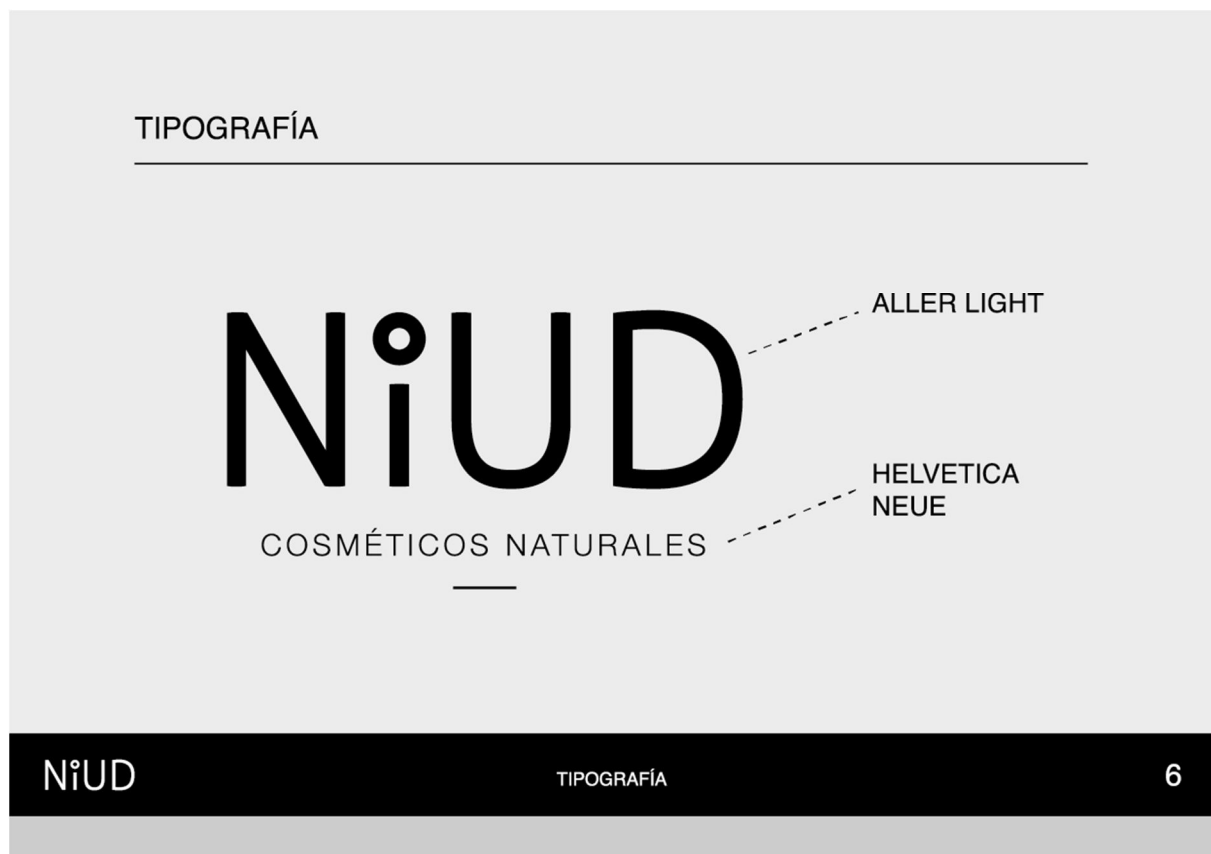 TIPOGRAFÍA
NiUD
ALLER LIGHT
COSMÉTICOS NATURALES
HELVETICA
NEUE
NiUD
TIPOGRAFÍA
6